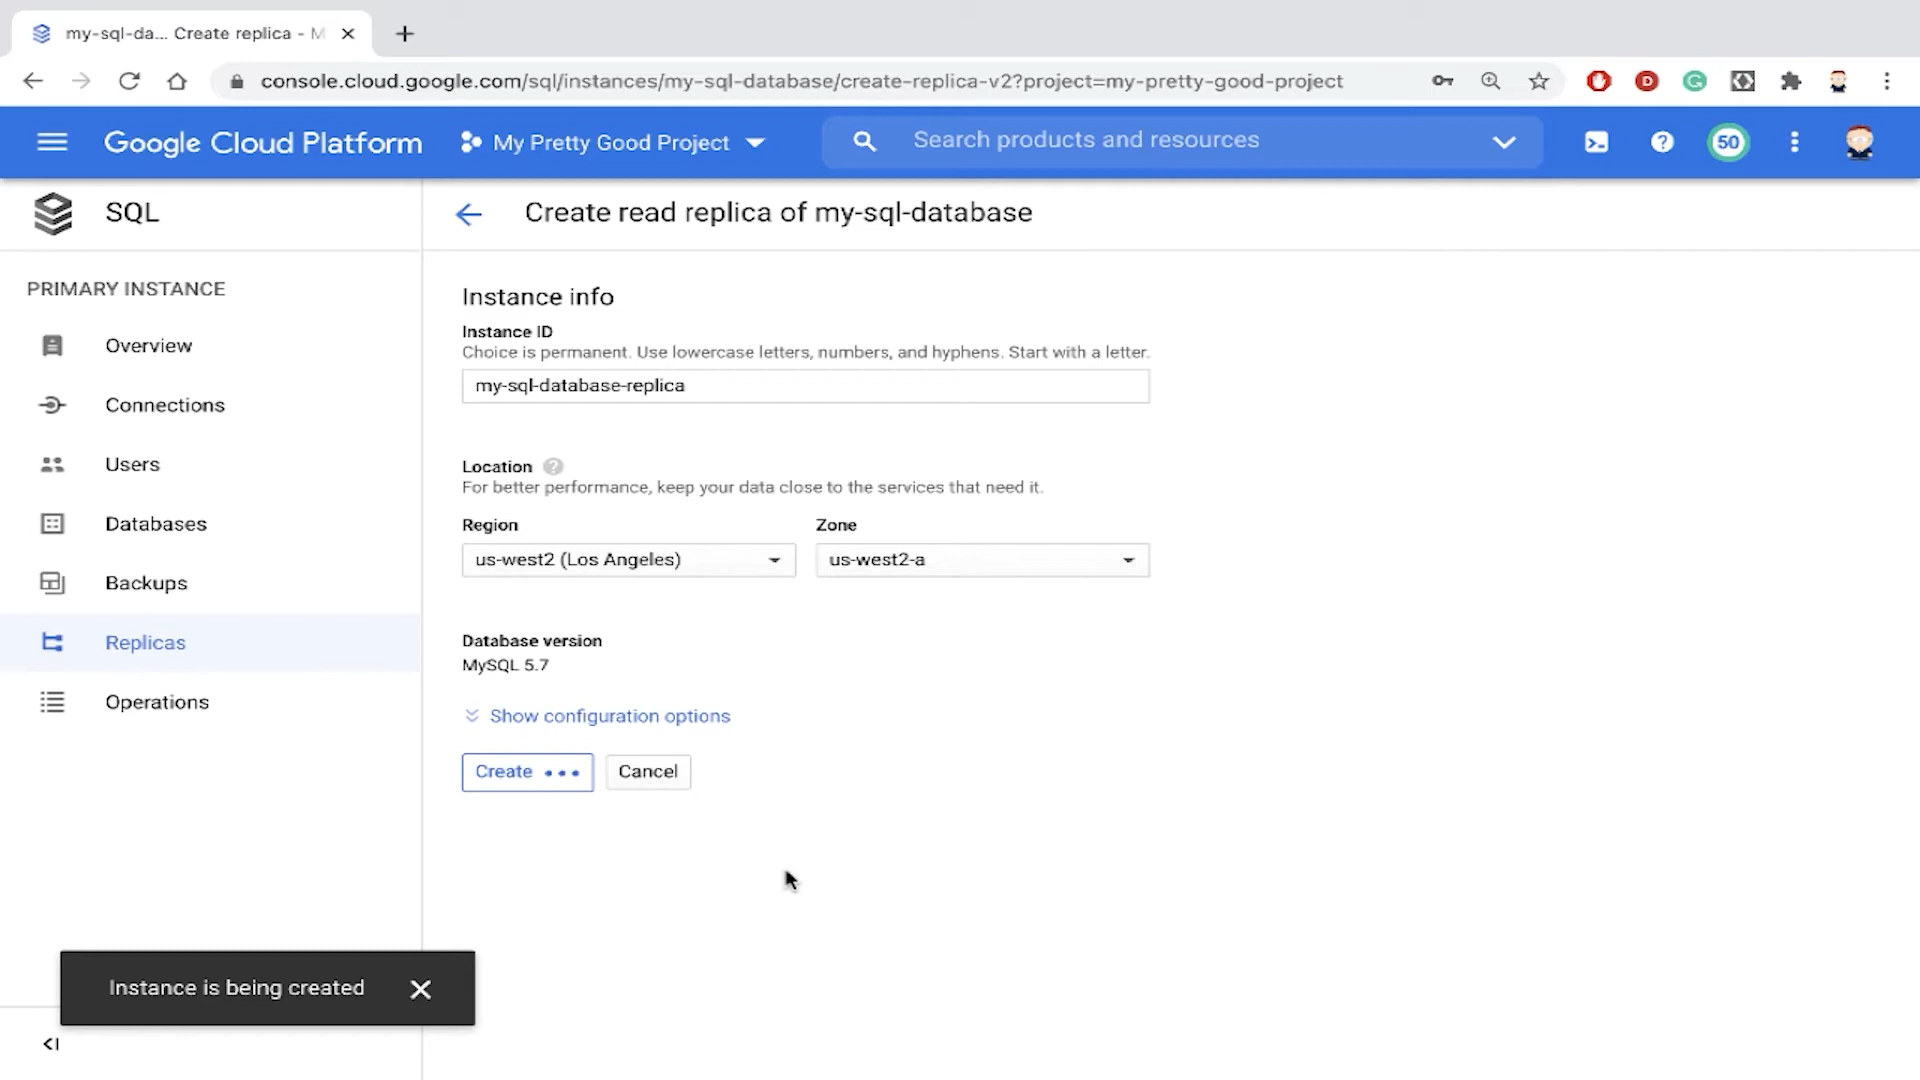 my-sql-da... Create replica - M
console.cloud.google.com/sql/instances/my-sql-database/create-replica-v2?project=my-pretty-good-project
Google Cloud Platform
My Pretty Good Project
Search products and resources
50
SQL
Create read replica of my-sql-database
PRIMARY INSTANCE
Overview
Connections
Users
Databases
Backups
Replicas
Operations
Instance info
Instance ID
Choice is permanent. Use lowercase letters, numbers, and hyphens. Start with a letter.
my-sql-database-replica
Location
For better performance, keep your data close to the services that need it.
Region
Zone
us-west2 (Los Angeles)
us-west2-a
Database version
MySQL 5.7
Show configuration options
Create
Cancel
Instance is being created